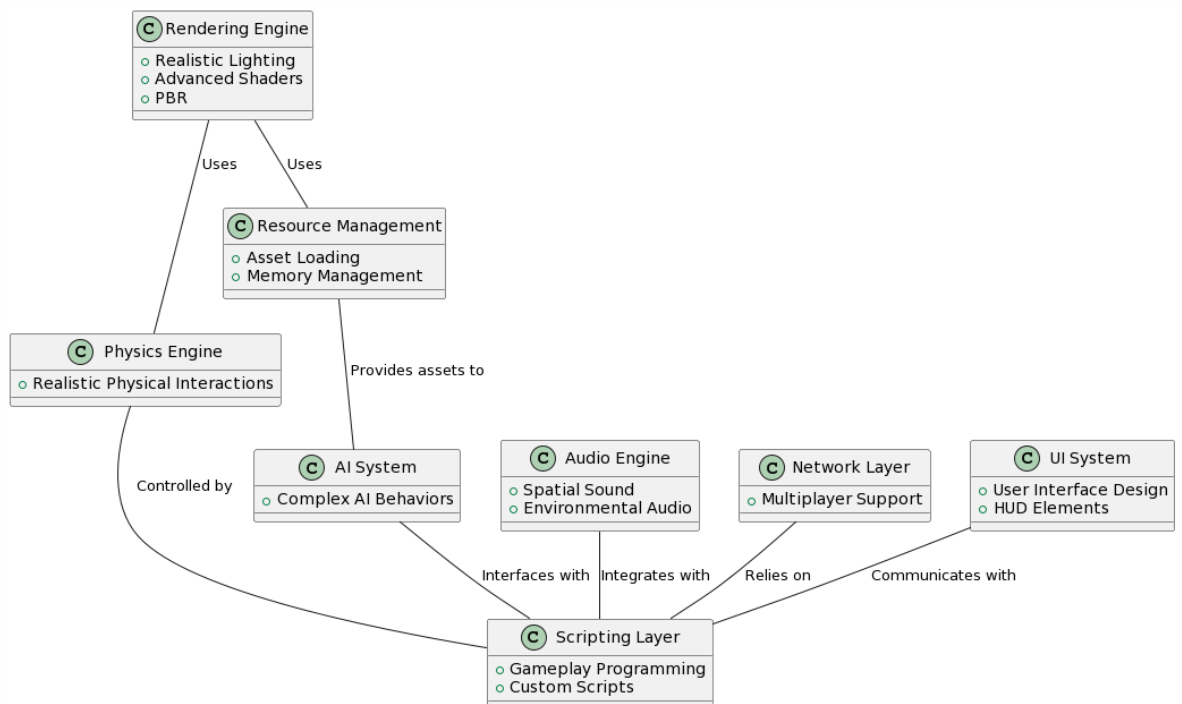 C Rendering Engine
Realistic Lighting
Advanced Shaders
PBR
Uses
Uses
C Resource Management
Asset Loading
Memory Management
C Physics Engine
Realistic Physical Interactions
Provides assets to
C AI System
Complex AI Behaviors
C Audio Engine
Spatial Sound
Environmental Audio
C Network Layer
Multiplayer Support
C UI System
User Interface Design
HUD Elements
Controlled by
Interfaces with
Integrates with
Relies on
Communicates with
C Scripting Layer
Gameplay Programming
Custom Scripts